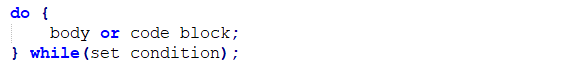 do {
    body or code block;
} while(set condition);